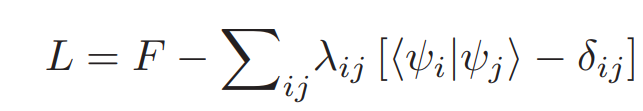 L = F − ∑_{ij} λ_{ij} [⟨ψ_i|ψ_j⟩ − δ_{ij}]